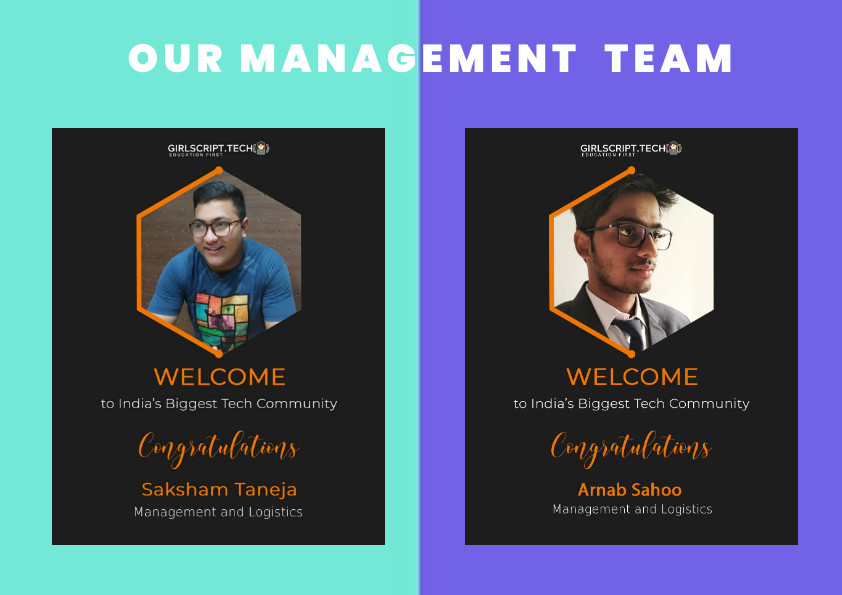 OUR MANAGEMENT TEAM
GIRLSCRIPT.TECH
EDUCATION FIRST
WELCOME
to India's Biggest Tech Community
Congratulations
Saksham Taneja
Management and Logistics
GIRLSCRIPT.TECH
EDUCATION FIRST
WELCOME
to India's Biggest Tech Community
Congratulations
Arnab Sahoo
Management and Logistics